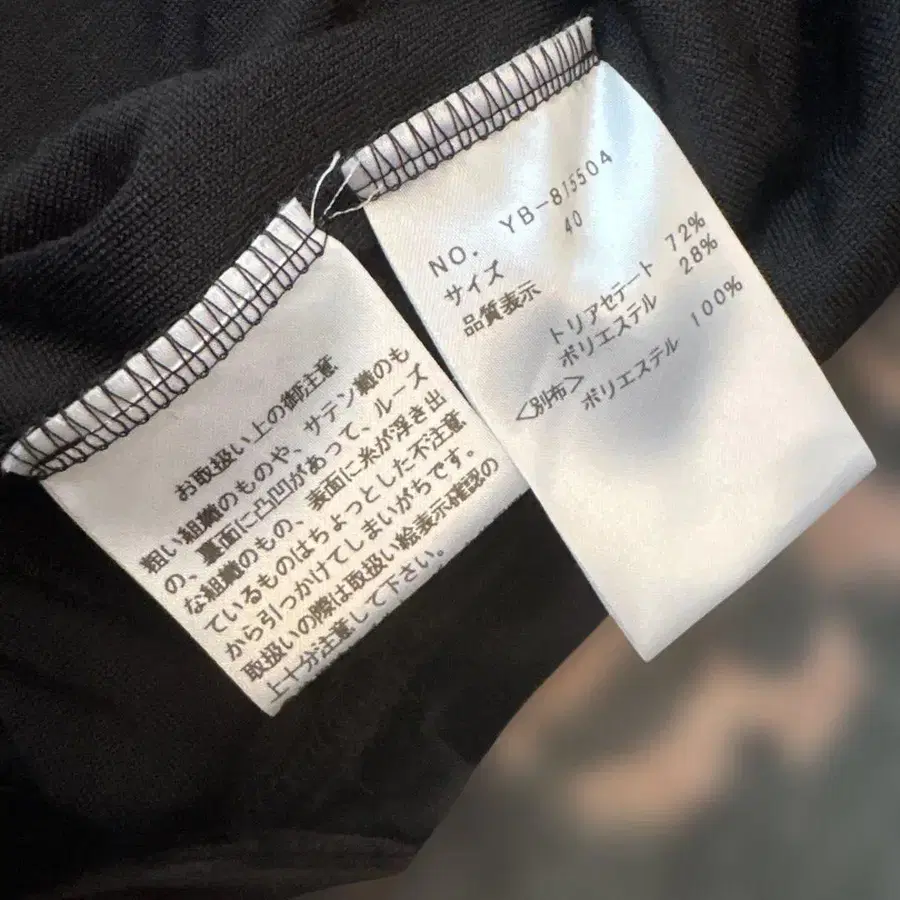 お取扱い上の御注意
粗い組織のものや、サテン織のも
の、裏面に凸凹があって、ルーズ
な組織のもの、表面に糸が浮き出
ているものはちょっとした不注意
から引っかけてしまいがちです。
取扱いの際は取扱い絵表示確認の
上十分注意して下さい。
NO. YB-815504
サイズ 40
品質表示
トリアセテート 72%
ポリエステル 28%
<別布>
ポリエステル 100%